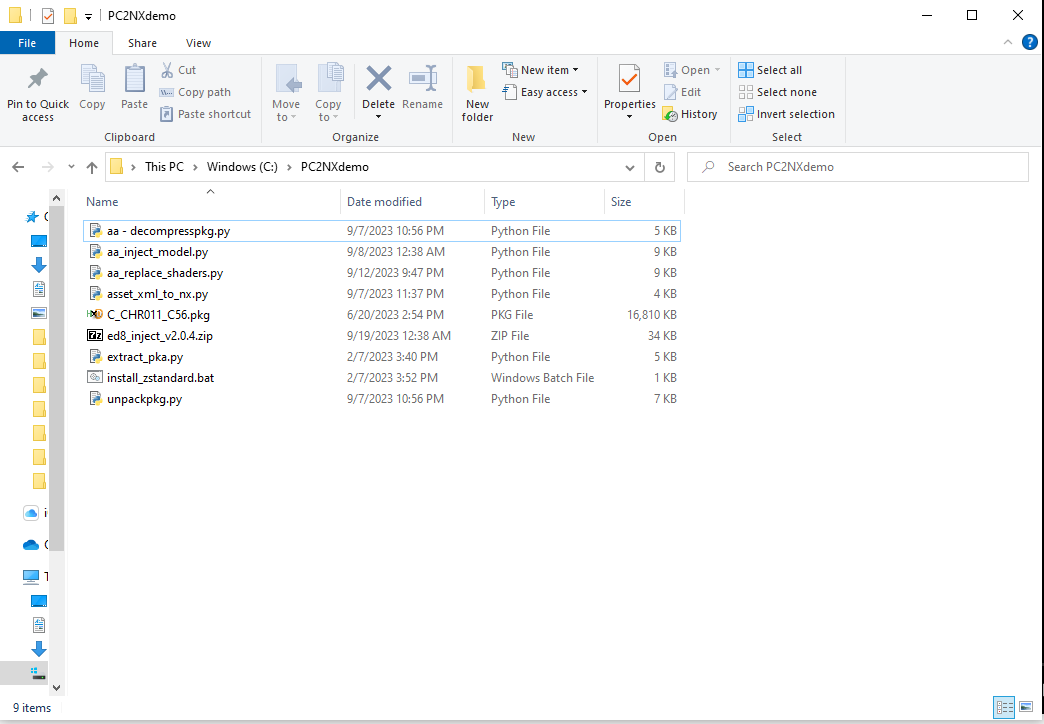 PC2NXdemo
File Home Share View
Pin to Quick access
Copy
Paste
Cut
Copy path
Paste shortcut
Clipboard
Move to
Copy to
Delete
Rename
Organize
New folder
New item
Easy access
New
Properties
Open
Edit
History
Open
Select all
Select none
Invert selection
Select
This PC > Windows (C:) > PC2NXdemo
Search PC2NXdemo
Name Date modified Type Size
aa - decompresspkg.py 9/7/2023 10:56 PM Python File 5 KB
aa_inject_model.py 9/8/2023 12:38 AM Python File 9 KB
aa_replace_shaders.py 9/12/2023 9:47 PM Python File 9 KB
asset_xml_to_nx.py 9/7/2023 11:37 PM Python File 4 KB
C_CHR011_C56.pkg 6/20/2023 2:54 PM PKG File 16,810 KB
ed8_inject_v2.0.4.zip 9/19/2023 12:38 AM ZIP File 34 KB
extract_pka.py 2/7/2023 3:40 PM Python File 5 KB
install_zstandard.bat 2/7/2023 3:52 PM Windows Batch File 1 KB
unpackpkg.py 9/7/2023 10:56 PM Python File 7 KB
9 items